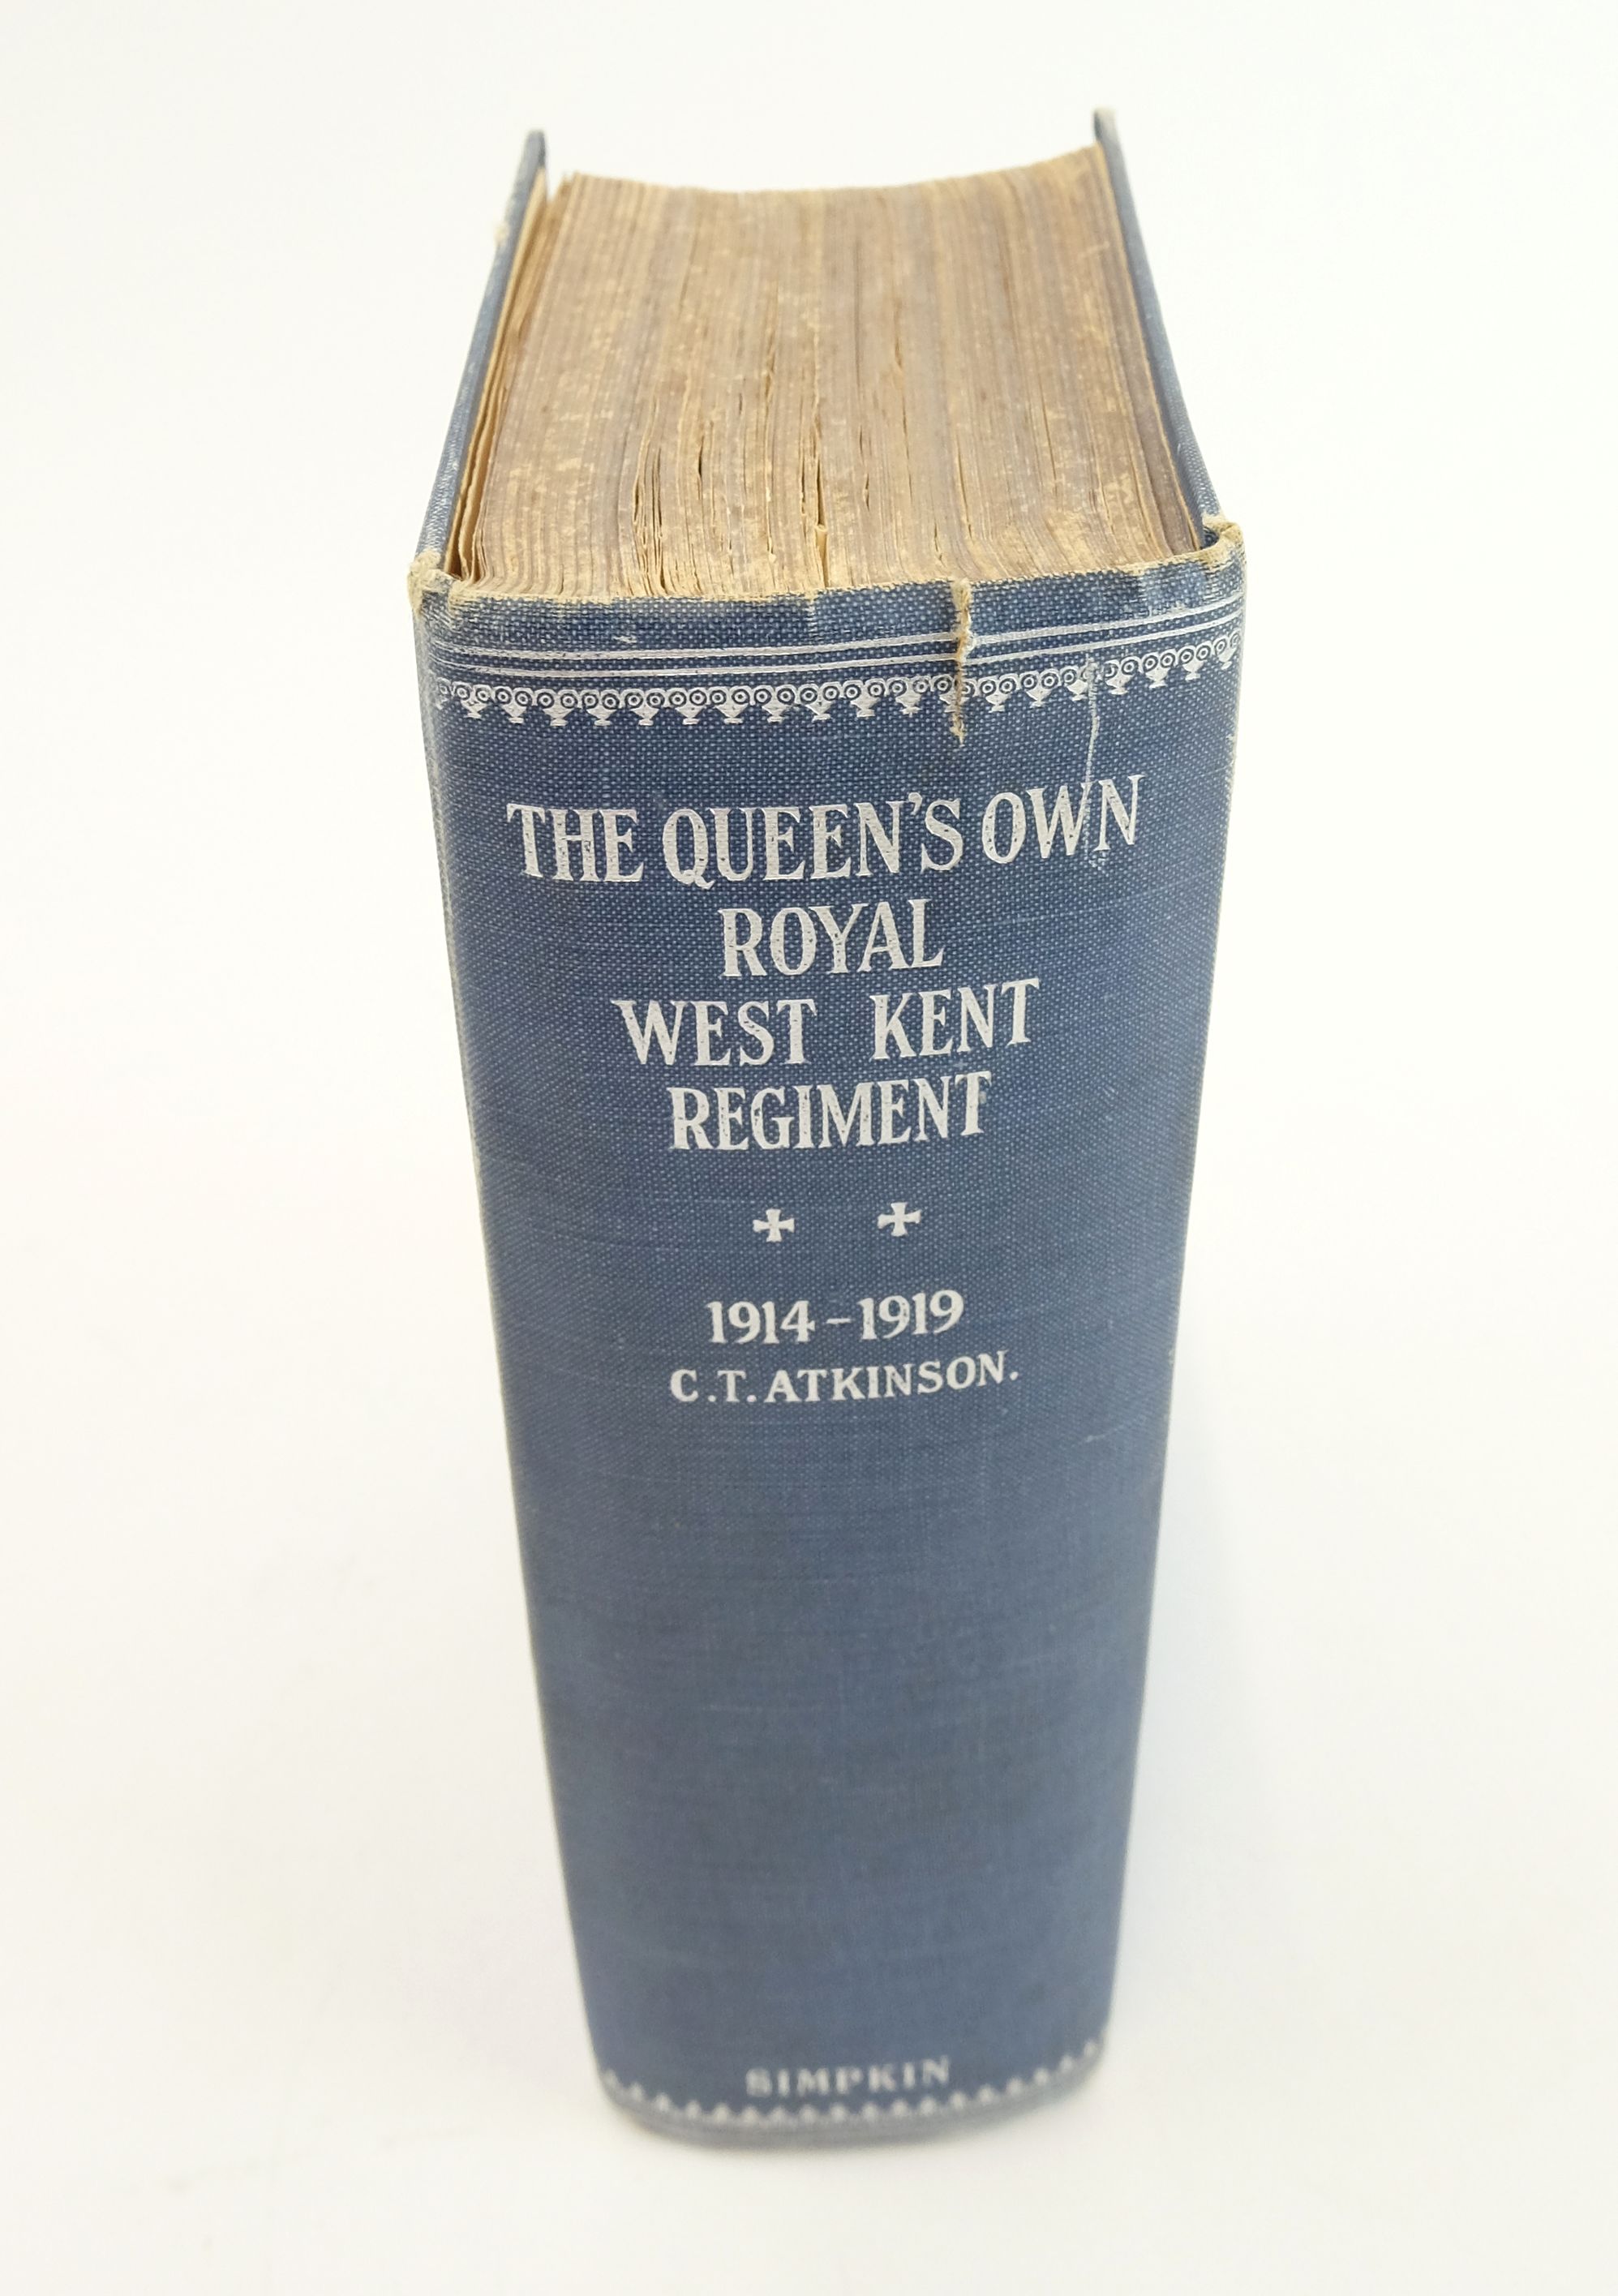 THE QUEEN'S OWN
ROYAL
WEST KENT
REGIMENT
1914-1919
C.T. ATKINSON.
SIMPKIN